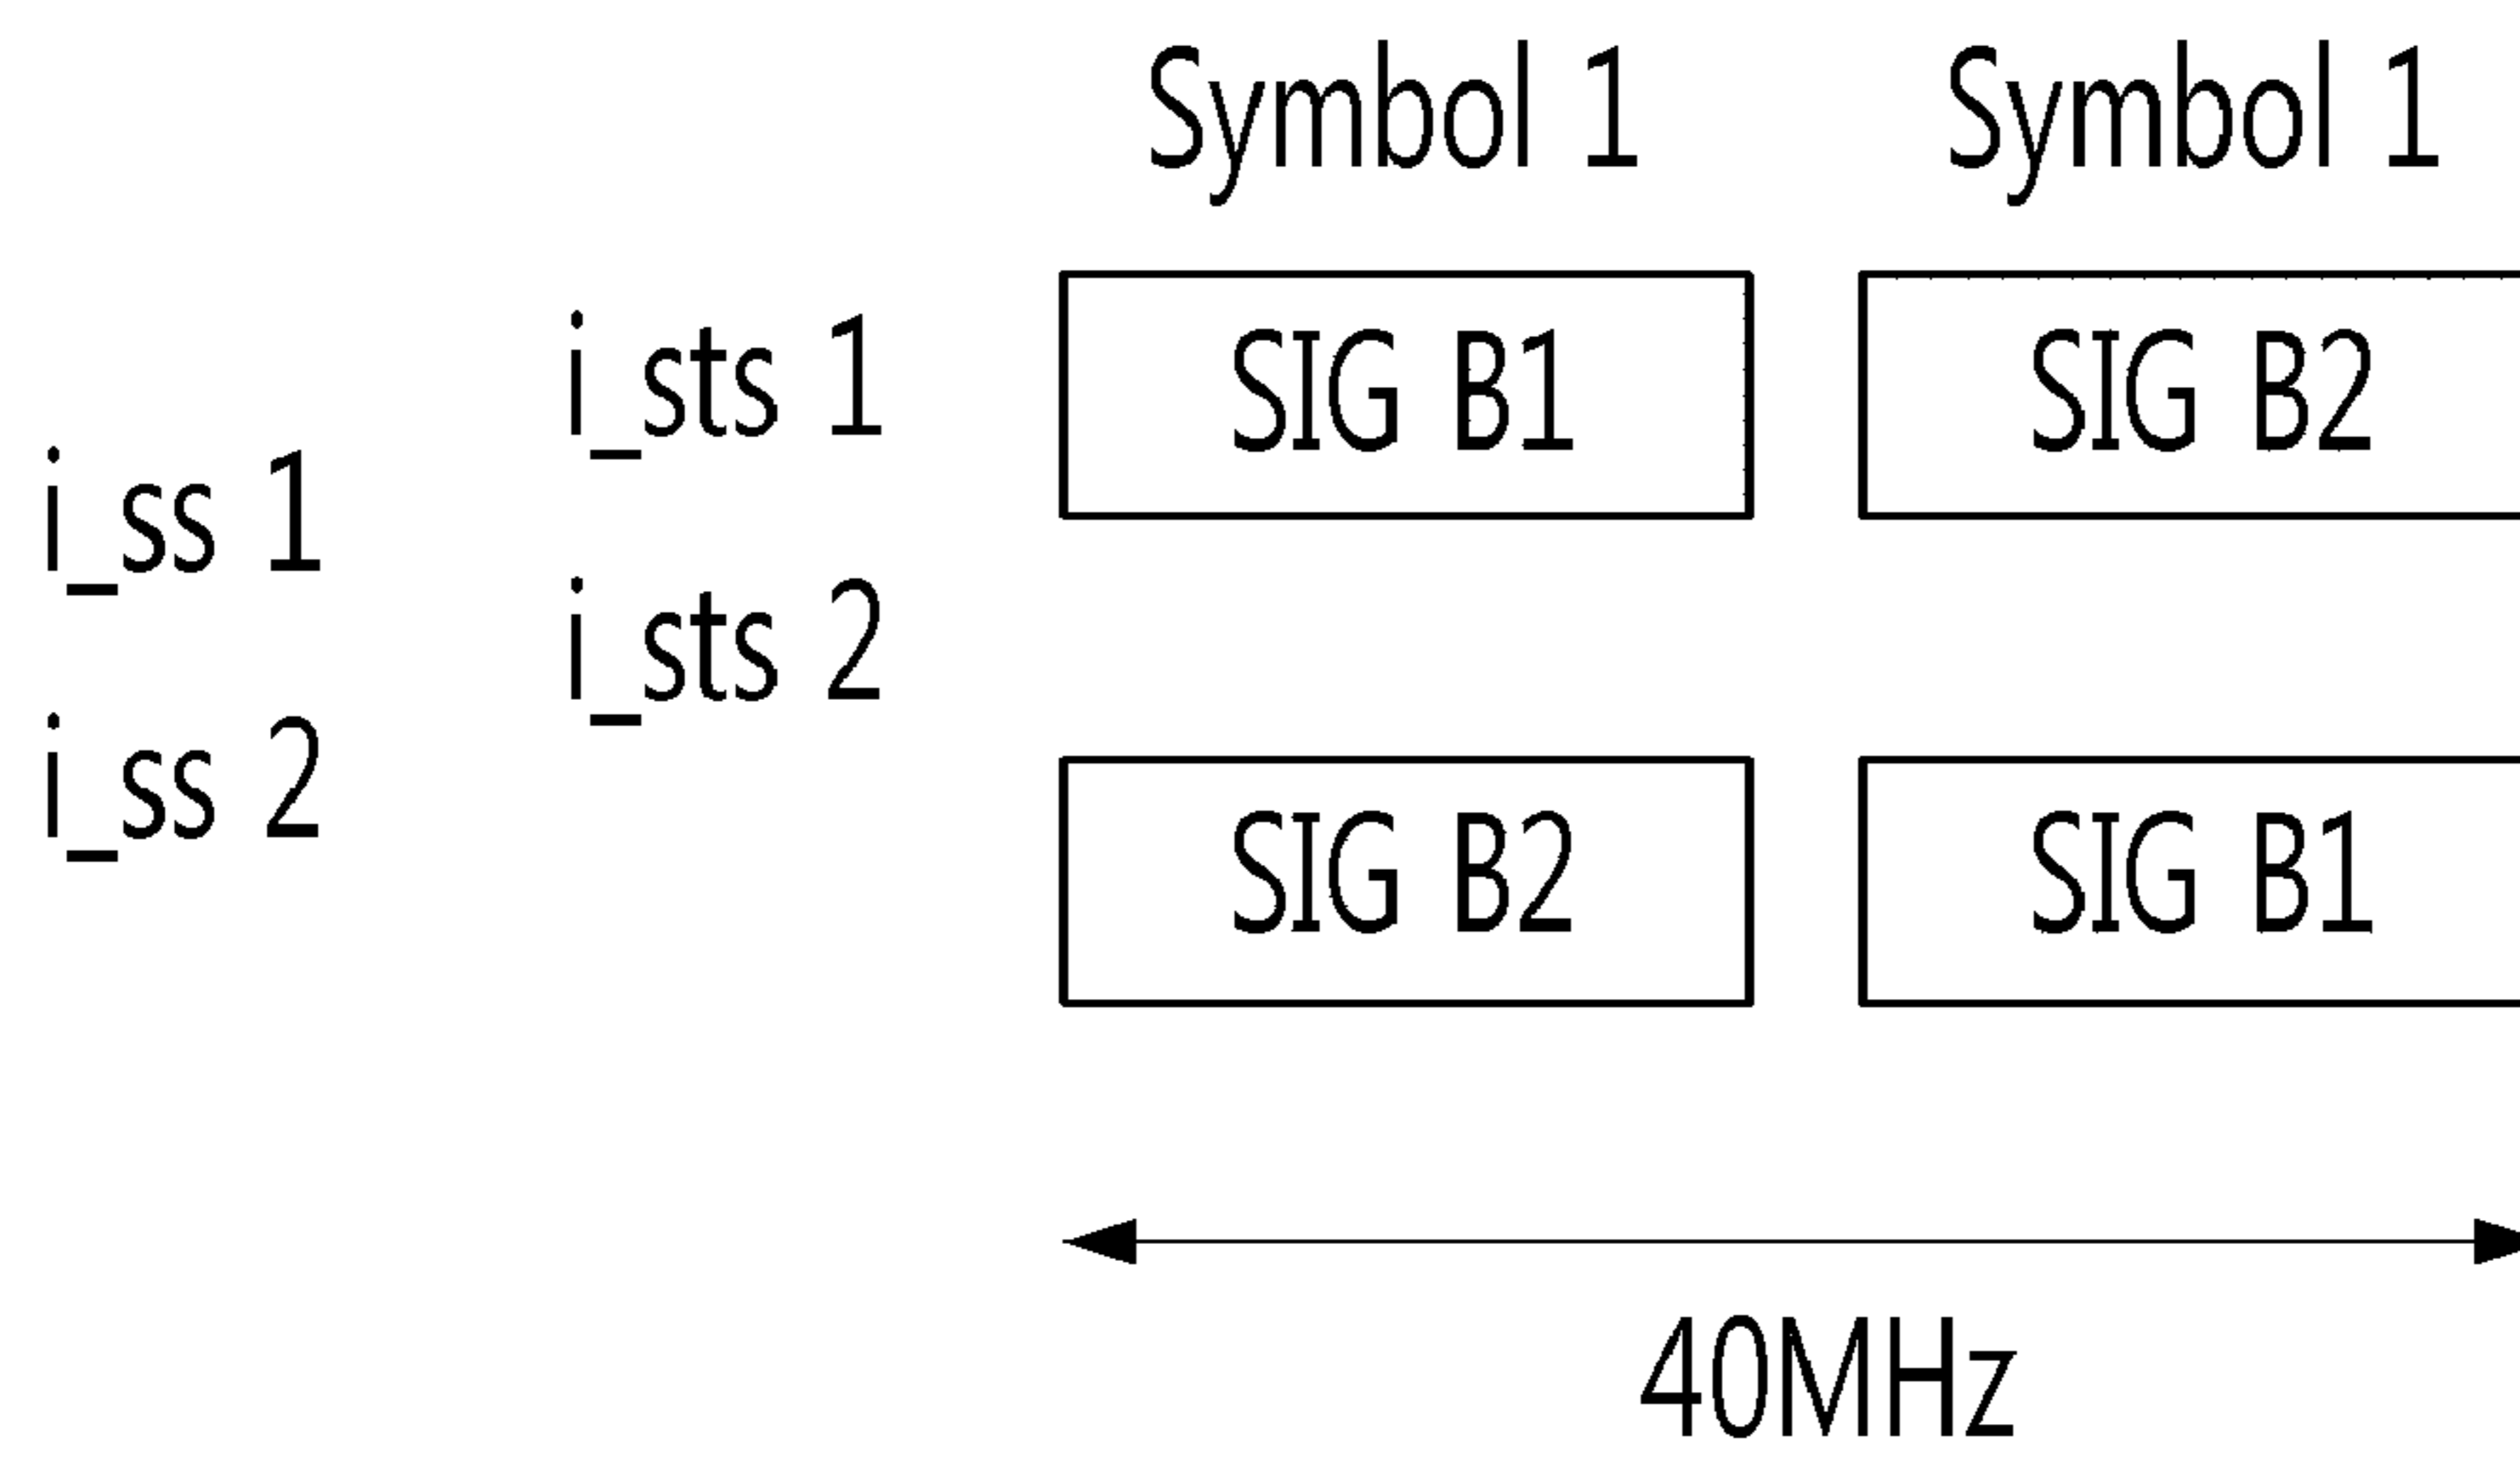 Symbol 1 Symbol 1
i_sts 1 SIG B1 SIG B2
i_ss 1
i_sts 2
i_ss 2
SIG B2 SIG B1
40MHz